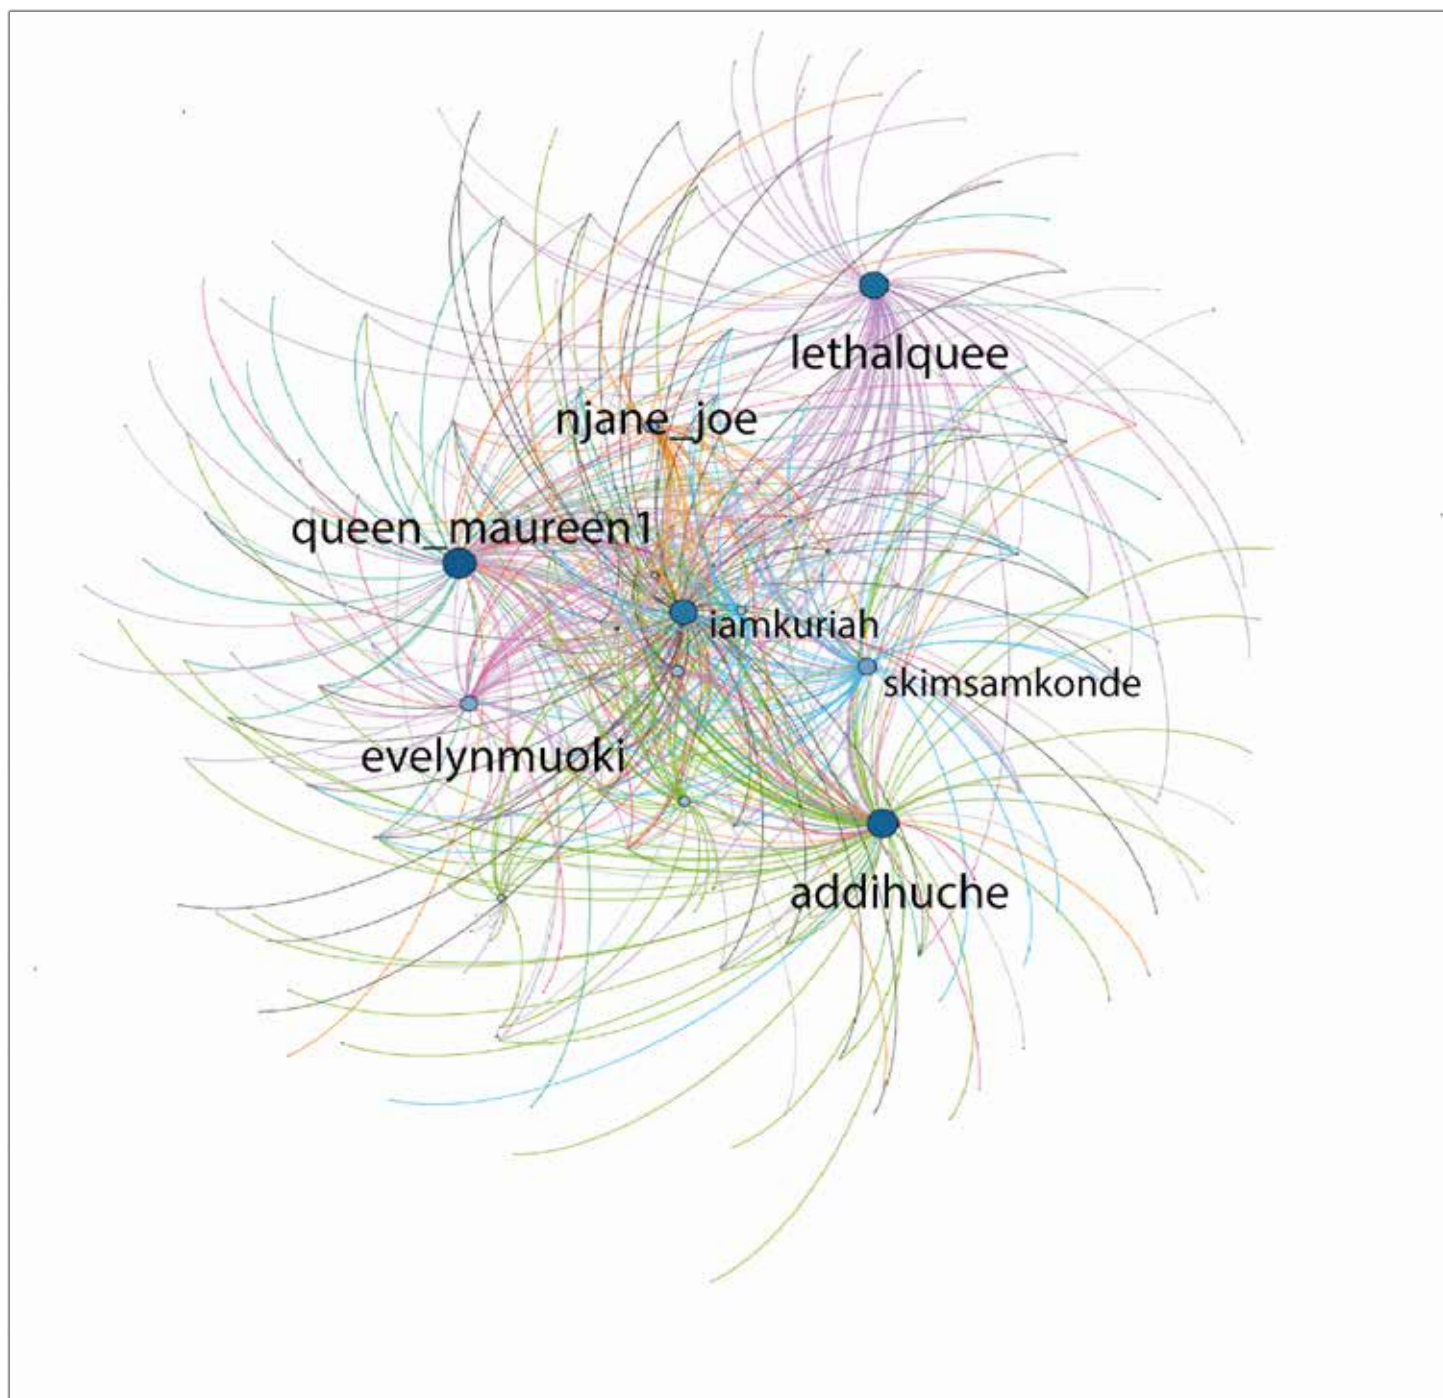 lethalquee
njane_joe
queen_maureen1
iamkuriah
skimsamkonde
evelynmuoki
addihuche